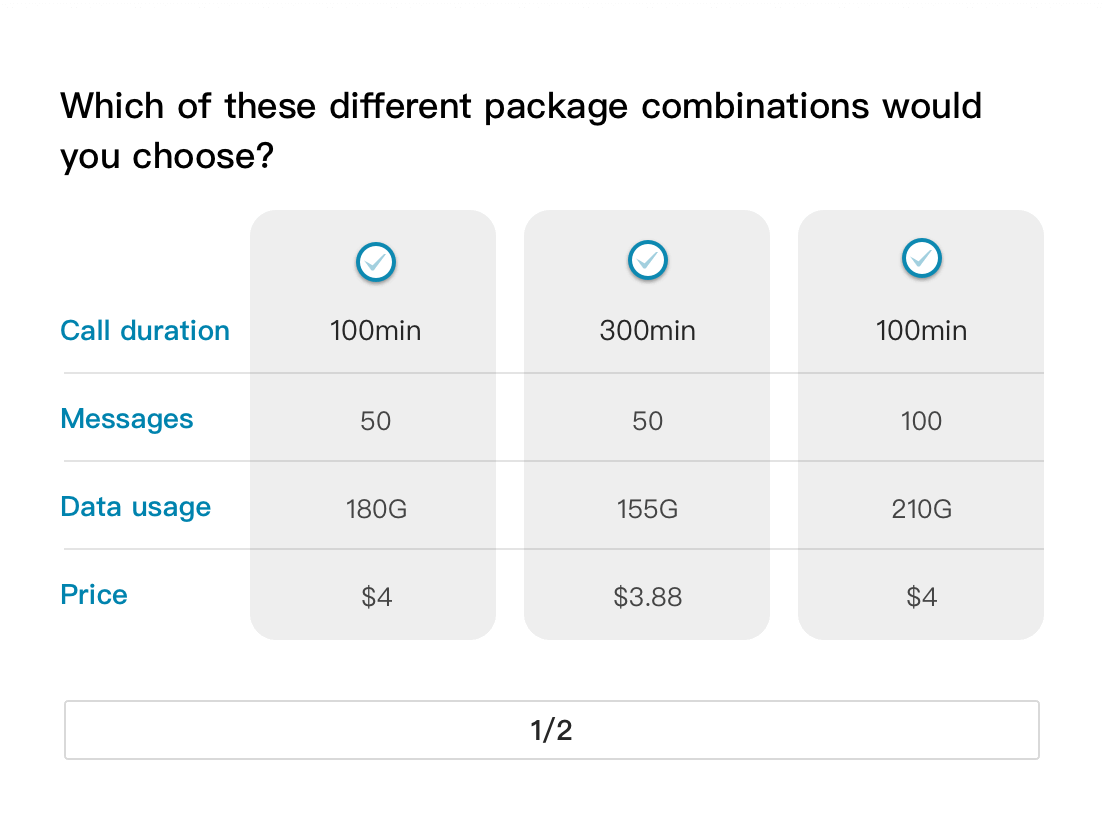 Which of these different package combinations would
you choose?
Call duration 100min 300min 100min
Messages 50 50 100
Data usage 180G 155G 210G
Price $4 $3.88 $4
1/2